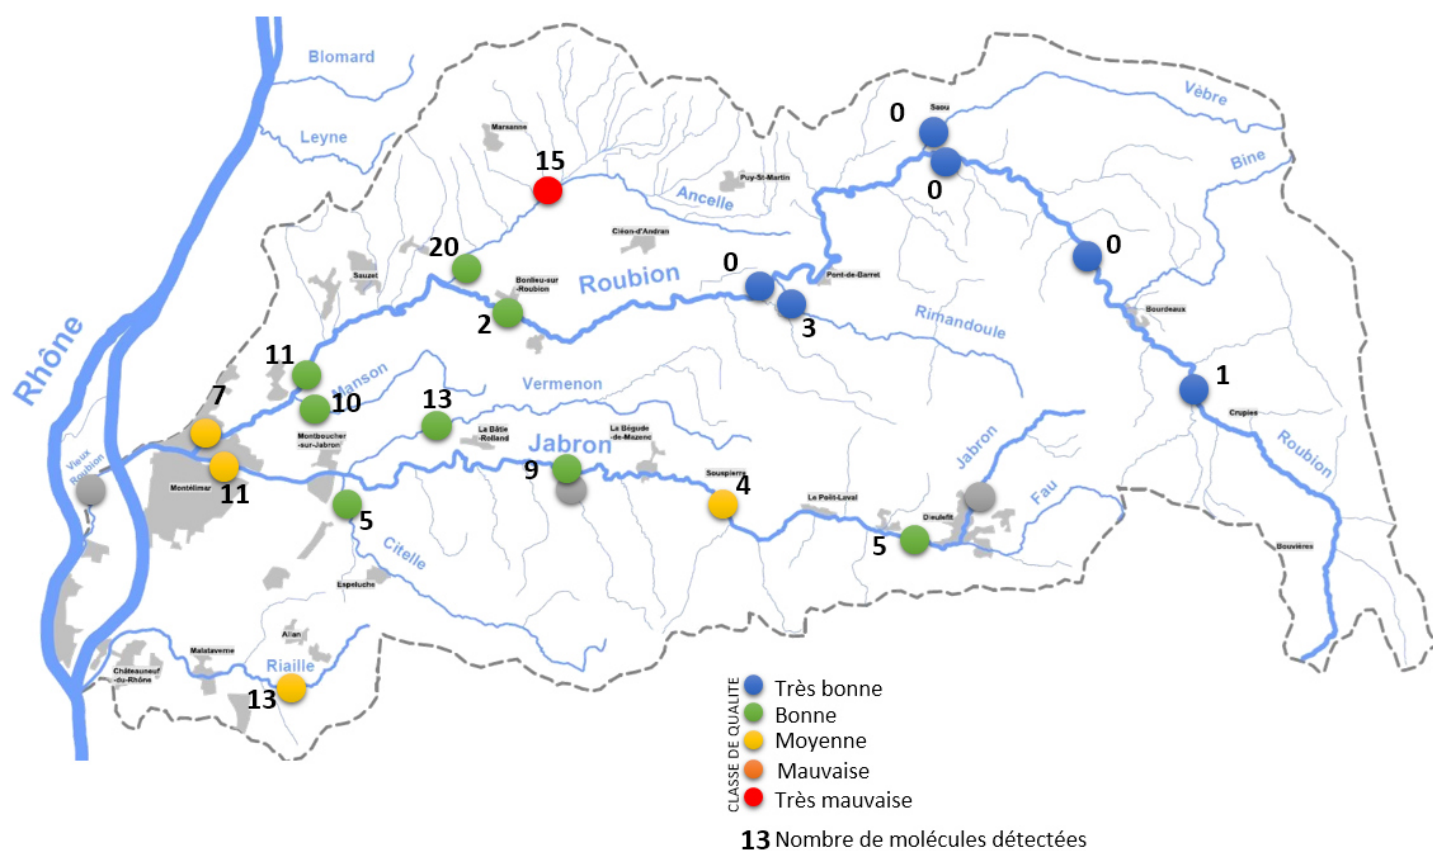 Blomard
Leyne
Rhône
Marsanne
15
Ancelle
Puy-St-Martin
Cléon-d'Andran
0
Saou
Vèbre
Bine
0
0
20
Sauzet
Bonlieu-sur
-Roubion
2
Roubion
0
Pont-de-Barret
3
Rimandoule
Bourdeaux
1
Crupies
Roubion
Bouvières
11
Manson
10
7
Vermenon
13
La Bâtie
-Rolland
Jabron
La Bégude
-de-Mazenc
Montboucher
-sur-Jabron
Vieux
Roubion
Montélimar
11
9
5
Souspierre
4
Le Poët-Laval
Jabron
Dieulefit
Fau
5
Citelle
Espeluche
Allan
Malataverne
Riaille
Châteauneuf
-du-Rhône
13
CLASSE DE QUALITE
Très bonne
Bonne
Moyenne
Mauvaise
Très mauvaise
13 Nombre de molécules détectées